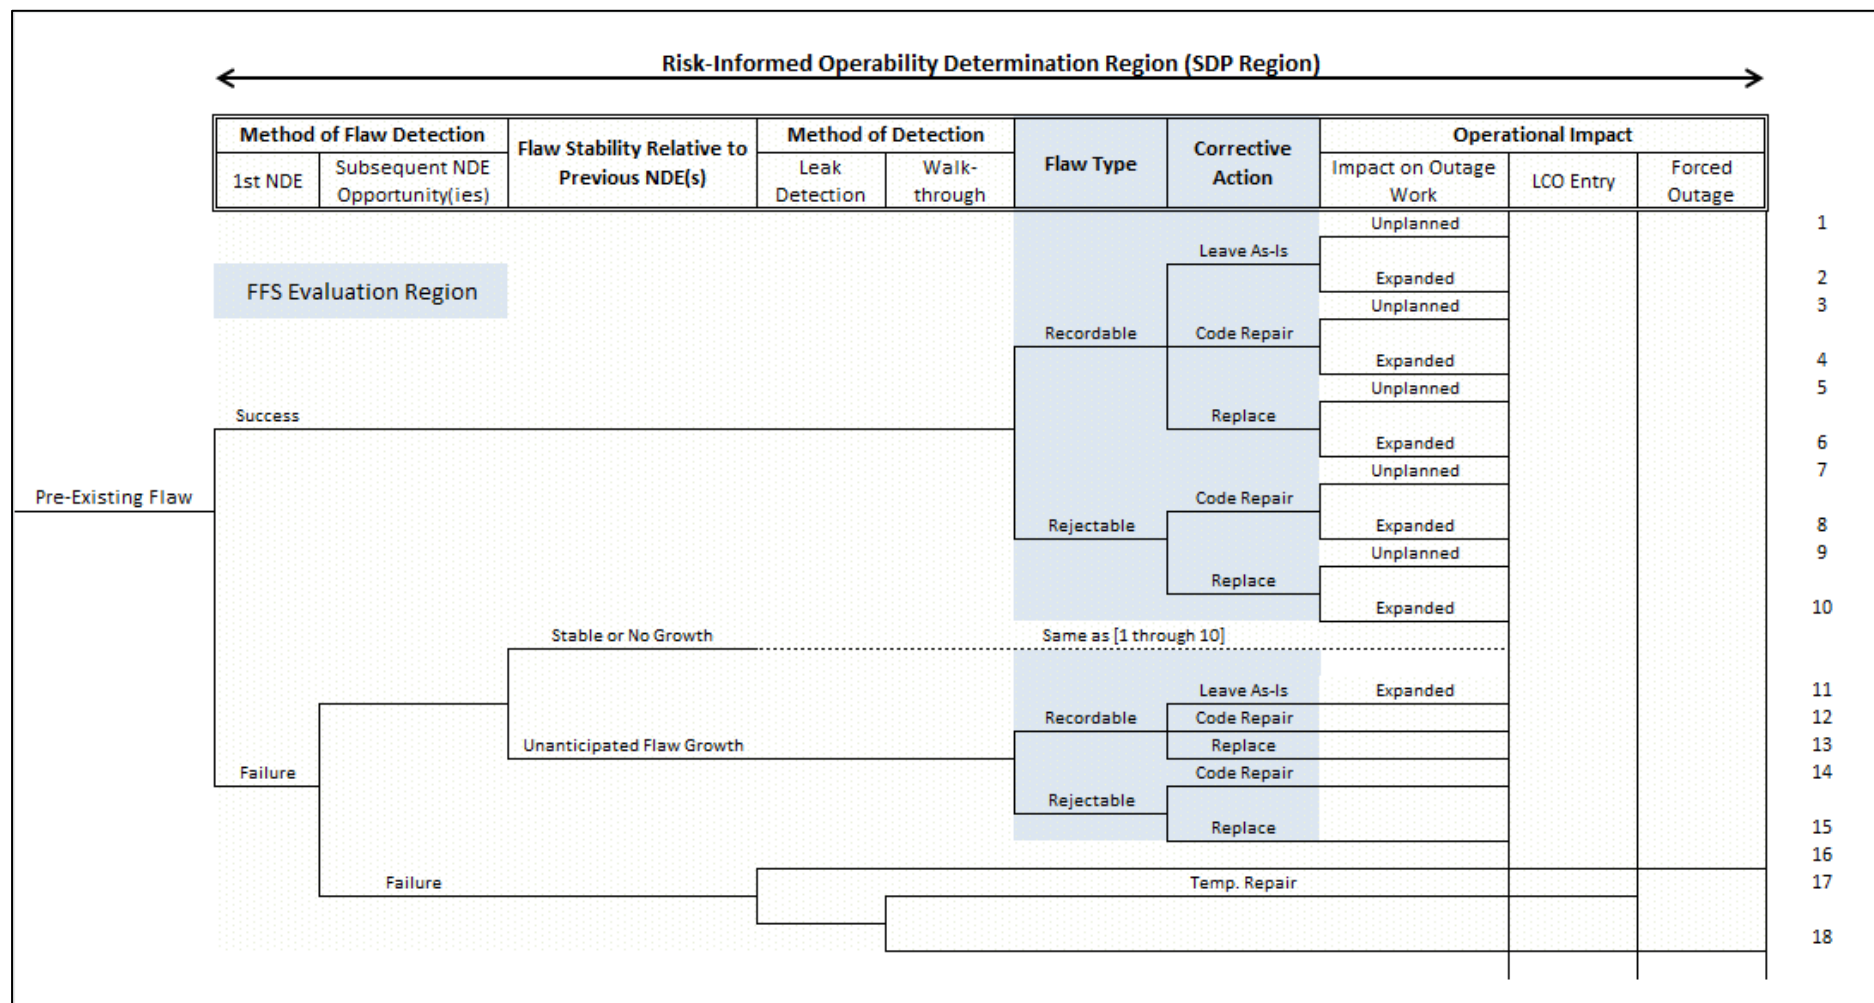 Risk-Informed Operability Determination Region (SDP Region)
Method of Flaw Detection
Flaw Stability Relative to
Previous NDE(s)
Method of Detection
Flaw Type
Corrective
Action
Operational Impact
1st NDE
Subsequent NDE
Opportunity(ies)
Leak
Detection
Walk-
through
Impact on Outage
Work
LCO Entry
Forced
Outage
Unplanned
1
Leave As-Is
FFS Evaluation Region
Expanded
2
Unplanned
3
Recordable
Code Repair
Expanded
4
Unplanned
5
Success
Replace
Expanded
6
Unplanned
7
Pre-Existing Flaw
Code Repair
Rejectable
Expanded
8
Unplanned
9
Replace
Expanded
10
Stable or No Growth
Same as [1 through 10]
Leave As-Is
Expanded
11
Recordable
Code Repair
12
Unanticipated Flaw Growth
Replace
13
Failure
Code Repair
14
Rejectable
Replace
15
16
Failure
Temp. Repair
17
18